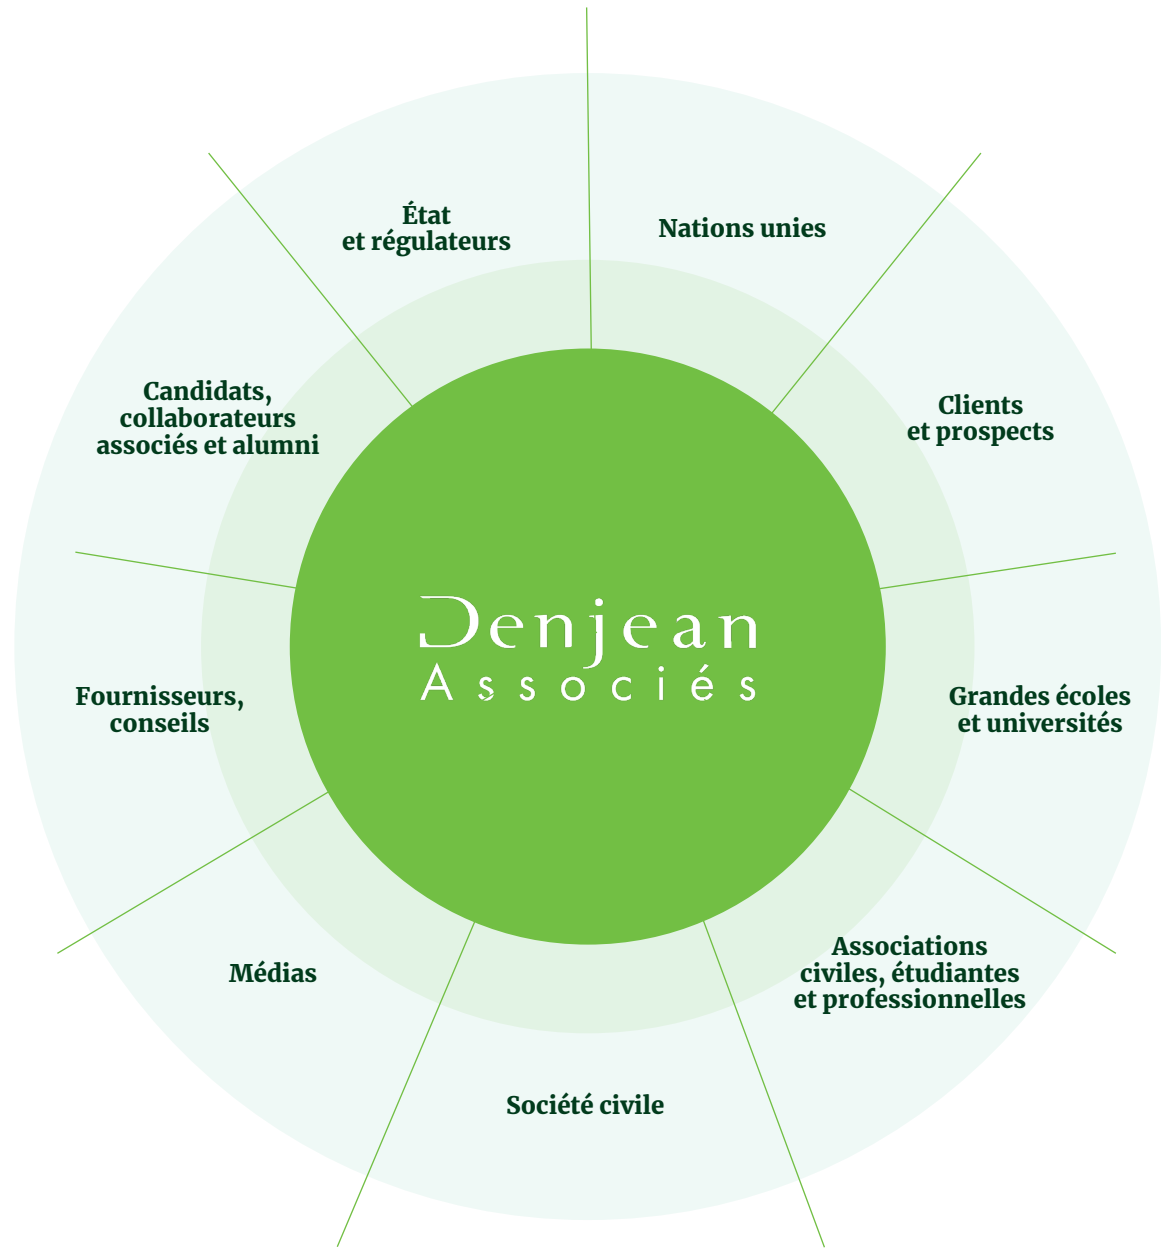 État
et régulateurs
Nations unies
Candidats,
collaborateurs
associés et alumni
Clients
et prospects
Denjean
Associés
Fournisseurs,
conseils
Grandes écoles
et universités
Médias
Associations
civiles, étudiantes
et professionnelles
Société civile